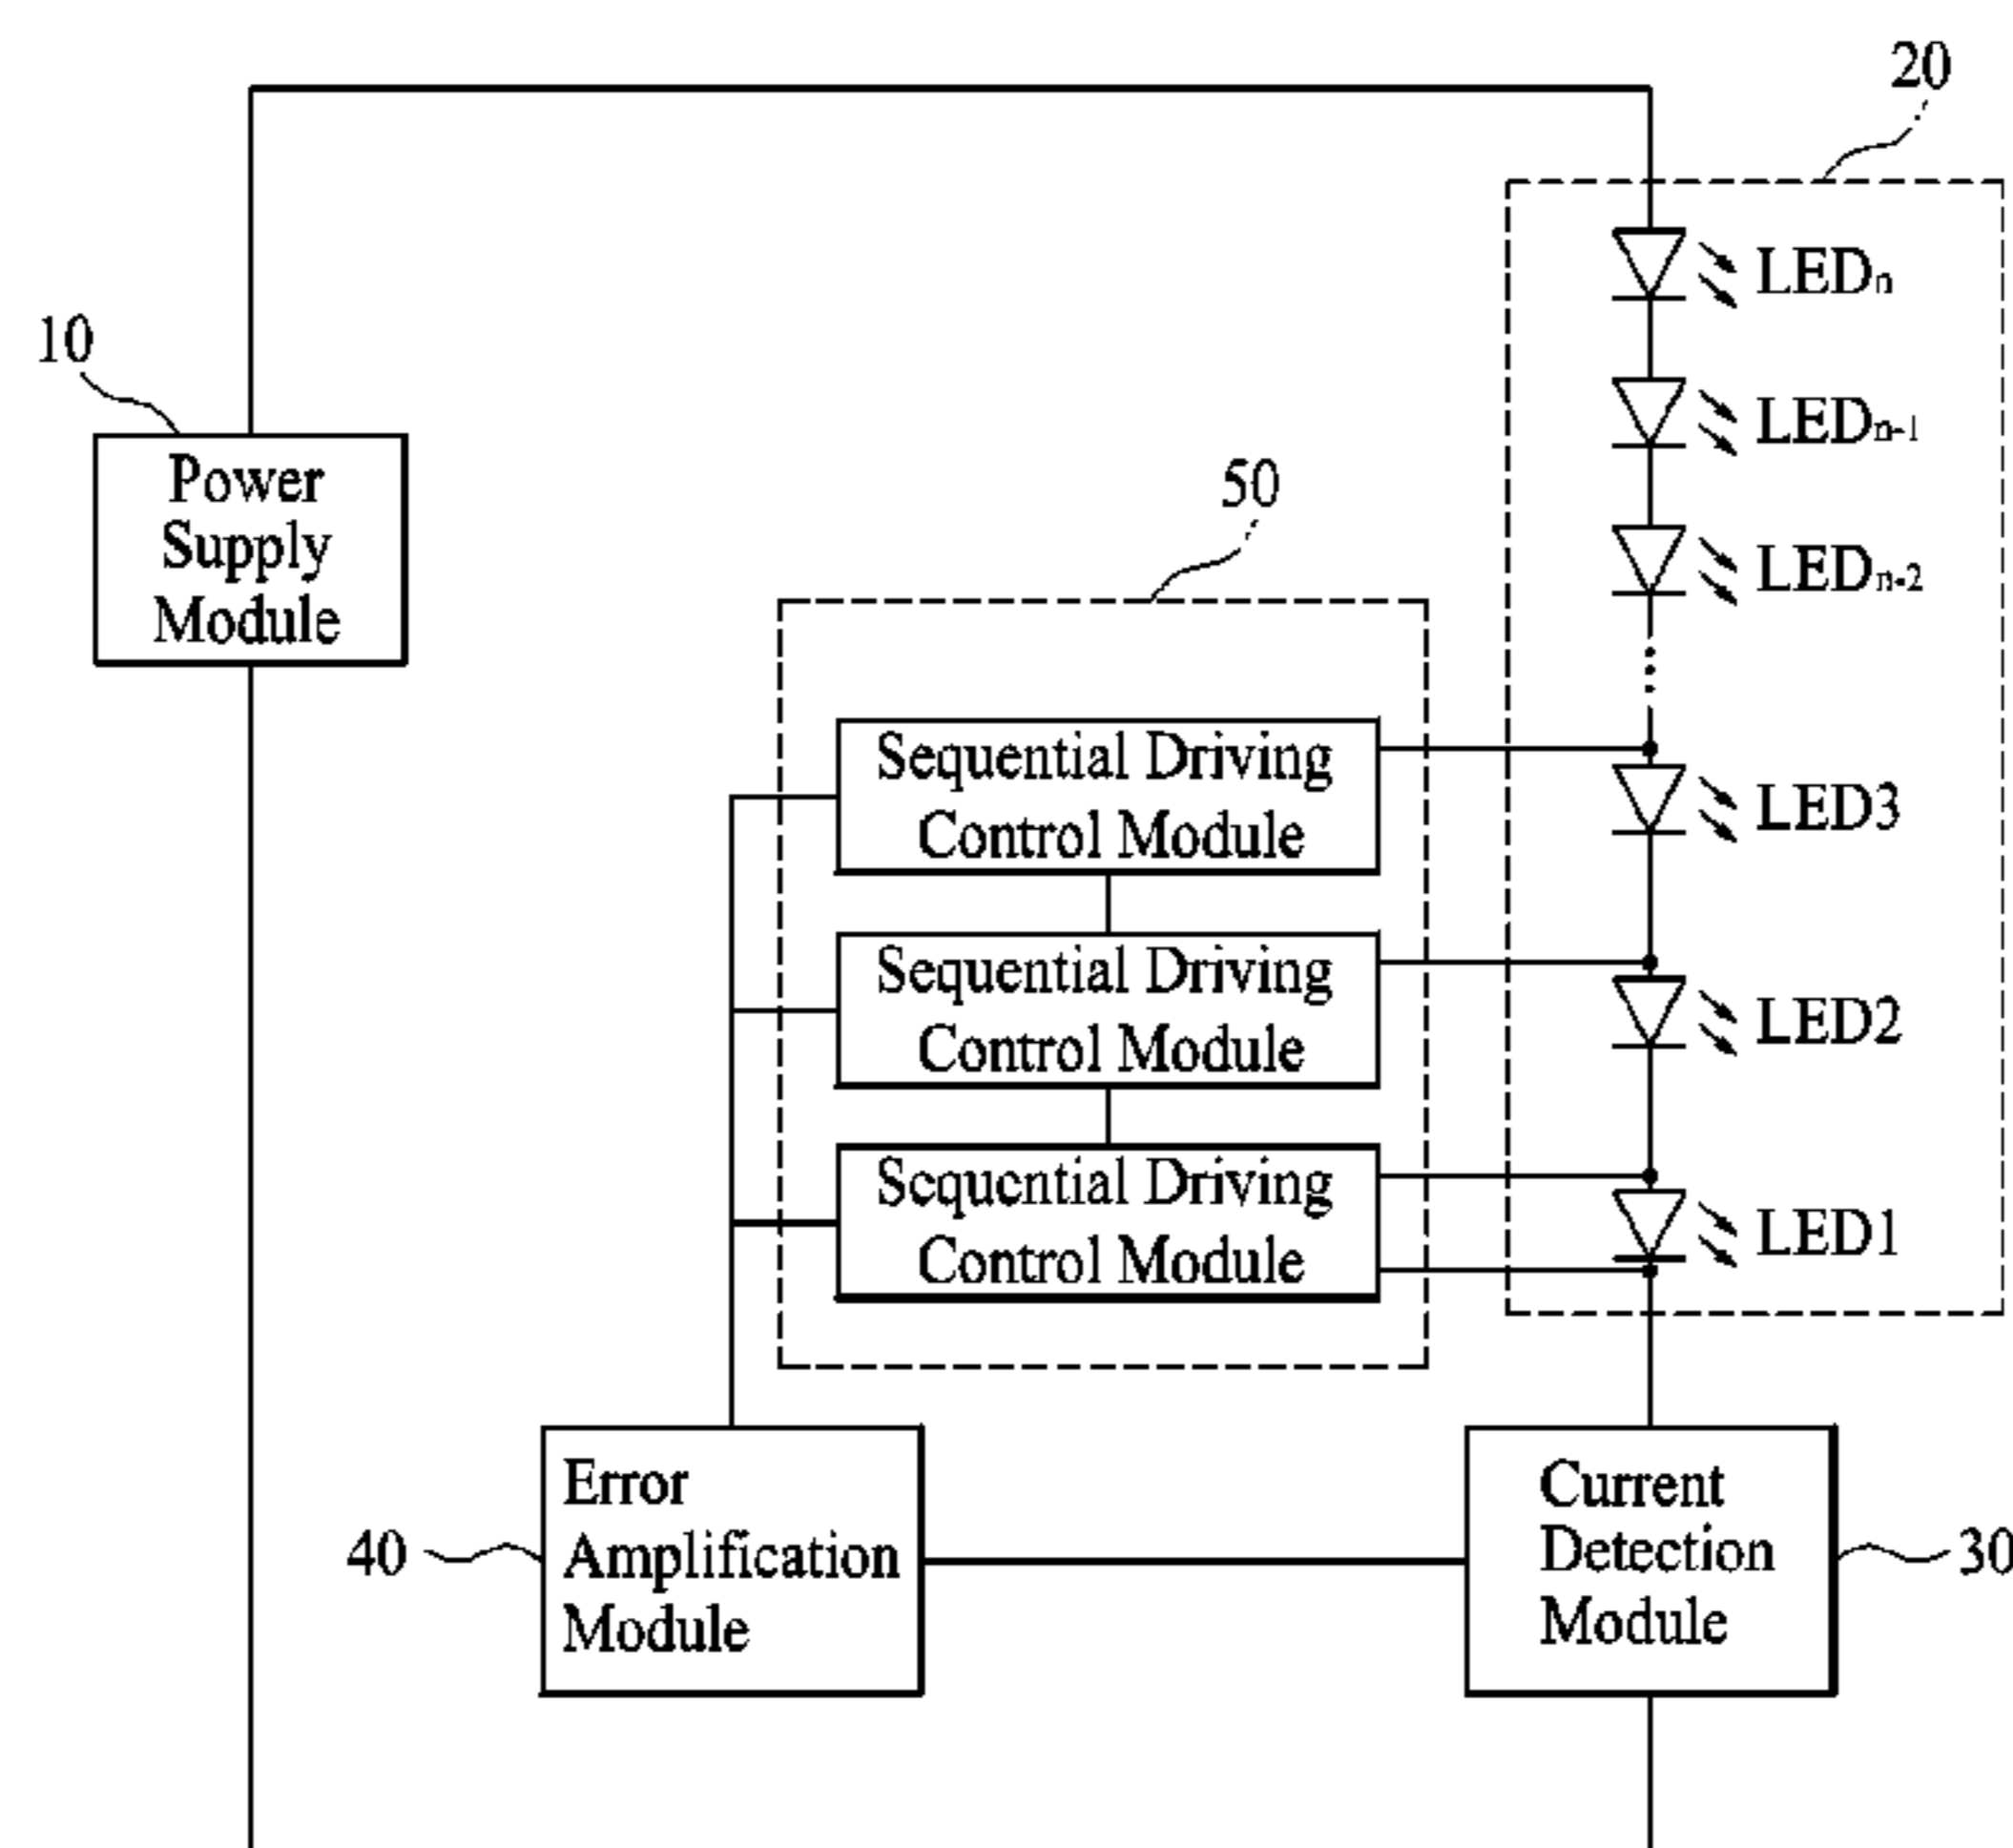 20
LEDn
10
LEDn-1
Power
Supply
Module
50
LEDn-2
Sequential Driving
Control Module
LED3
Sequential Driving
Control Module
LED2
Sequential Driving
Control Module
LED1
Error
Amplification
Module
40
Current
Detection
Module
30